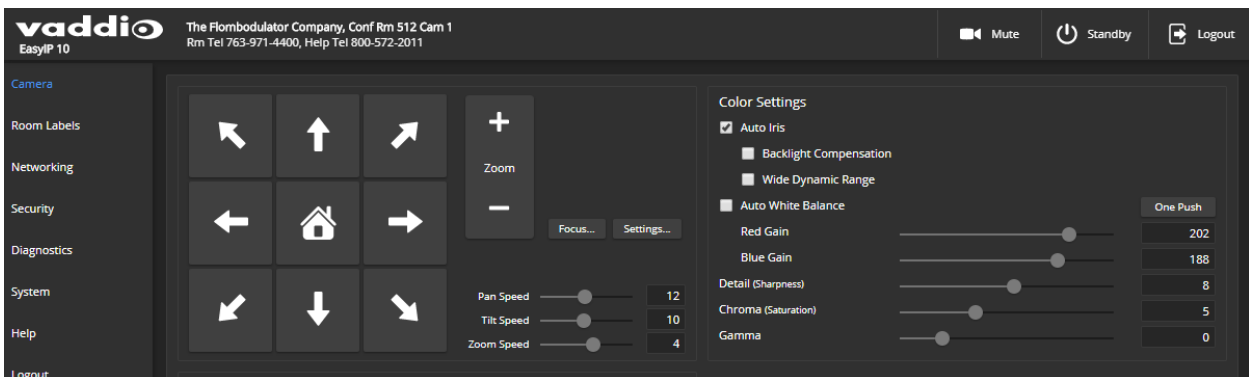 vaddio
EasyIP 10
The Flombodulator Company, Conf Rm 512 Cam 1
Rm Tel 763-971-4400, Help Tel 800-572-2011
Mute
Standby
Logout
Camera
Room Labels
Networking
Security
Diagnostics
System
Help
Logout
+
Zoom
−
Focus...
Settings...
Pan Speed 12
Tilt Speed 10
Zoom Speed 4
Color Settings
Auto Iris
Backlight Compensation
Wide Dynamic Range
Auto White Balance
One Push
Red Gain 202
Blue Gain 188
Detail (Sharpness) 8
Chroma (Saturation) 5
Gamma 0